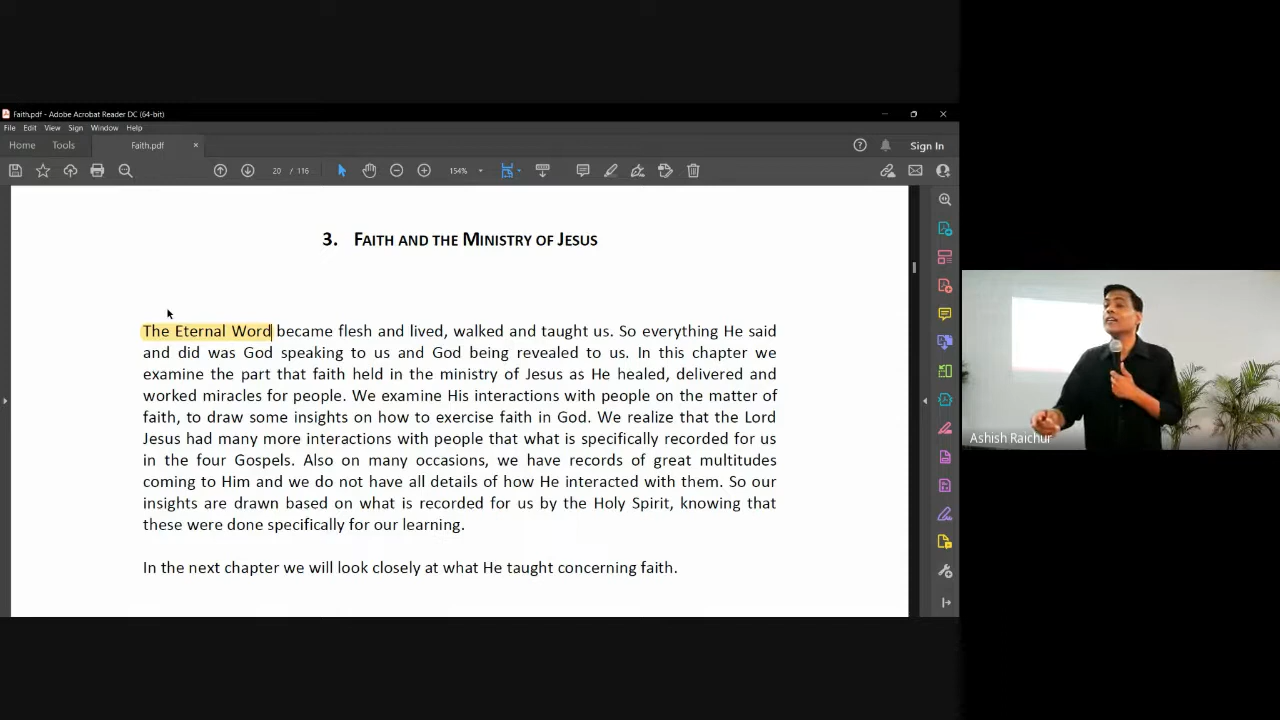 Faith.pdf - Adobe Acrobat Reader DC (64-bit)
File Edit View Sign Window Help
Home Tools Faith.pdf × Sign In
20 / 116 154%
3. FAITH AND THE MINISTRY OF JESUS
The Eternal Word became flesh and lived, walked and taught us. So everything He said
and did was God speaking to us and God being revealed to us. In this chapter we
examine the part that faith held in the ministry of Jesus as He healed, delivered and
worked miracles for people. We examine His interactions with people on the matter of
faith, to draw some insights on how to exercise faith in God. We realize that the Lord
Jesus had many more interactions with people that what is specifically recorded for us
in the four Gospels. Also on many occasions, we have records of great multitudes
coming to Him and we do not have all details of how He interacted with them. So our
insights are drawn based on what is recorded for us by the Holy Spirit, knowing that
these were done specifically for our learning.
In the next chapter we will look closely at what He taught concerning faith.
Ashish Raichur